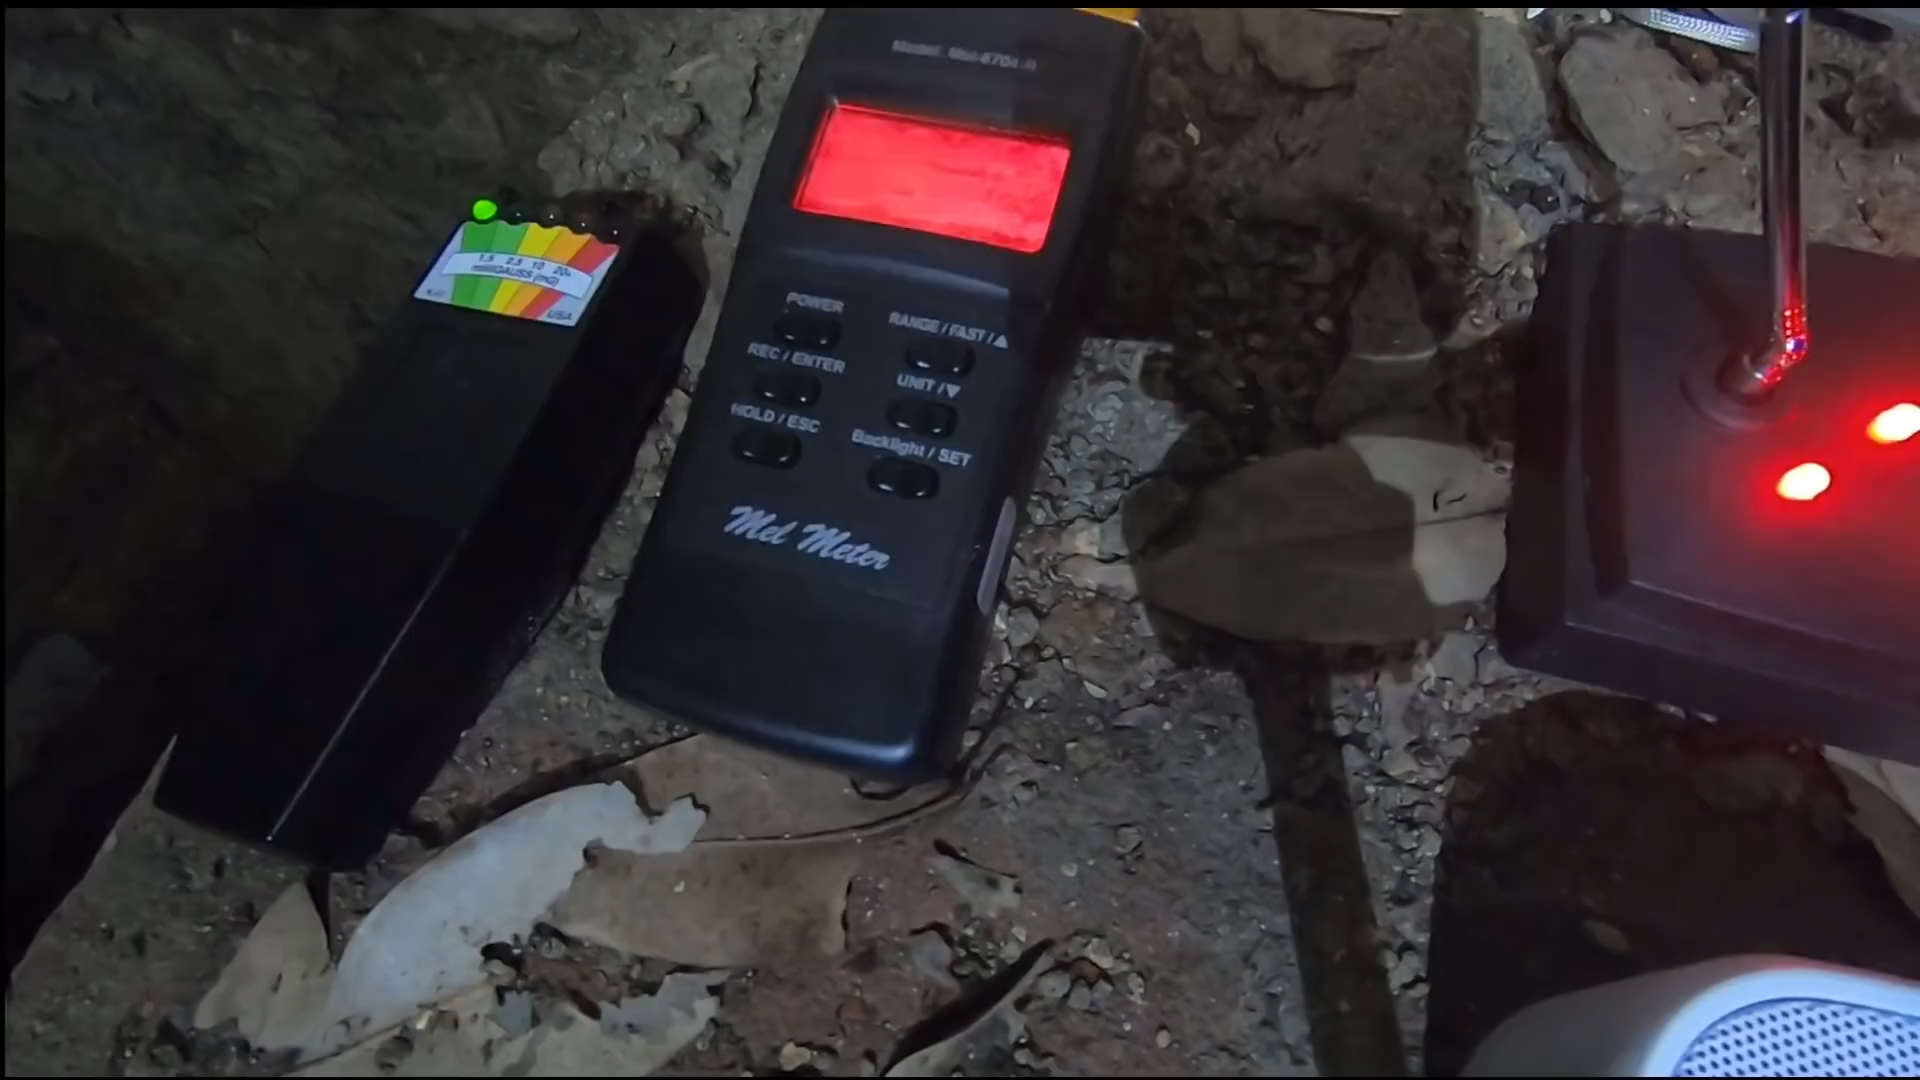 1.5 2.5 10 20+
milliGAUSS (mG)
USA
POWER
RANGE / FAST / ▲
REC / ENTER
UNIT / ▼
HOLD / ESC
Backlight / SET
Mel Meter